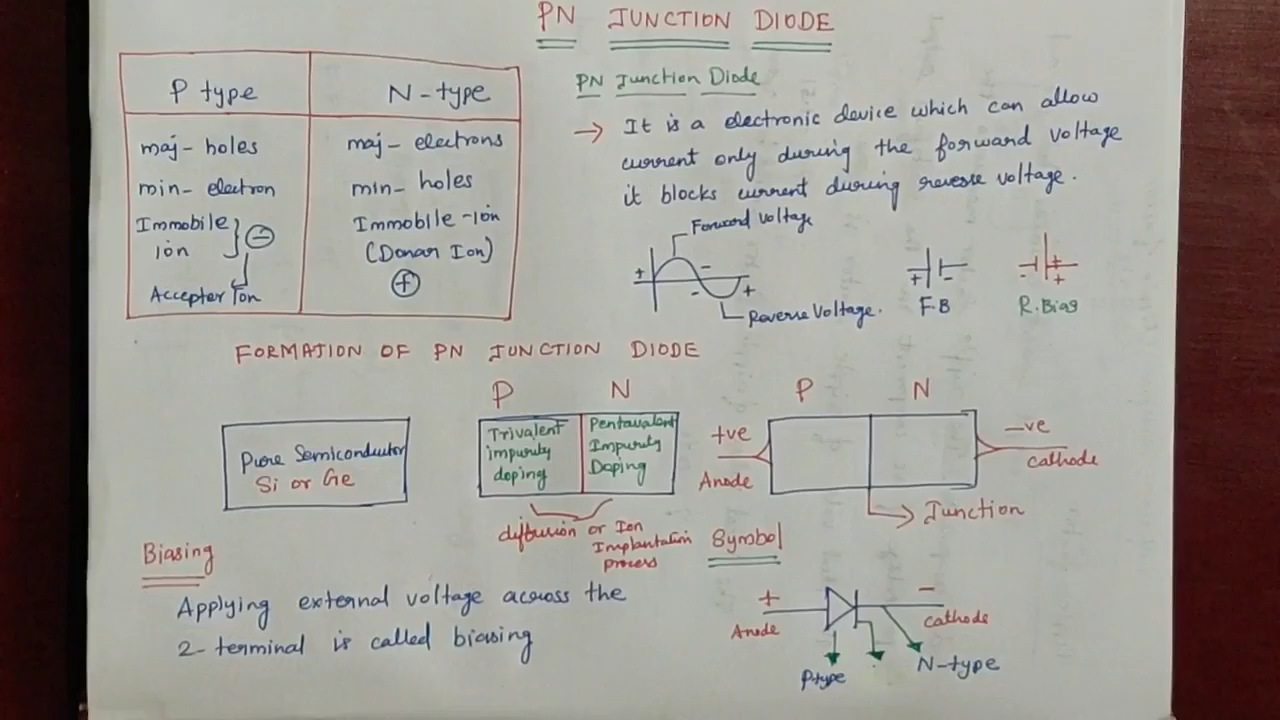 PN JUNCTION DIODE
P type
N-type
maj- holes
maj- electrons
min- electron
min- holes
Immobile
ion
-
Accepter Ion
Immobile -ion
(Donar Ion)
+
PN Junction Diode
→ It is a electronic device which can allow
current only during the forward voltage
it blocks current during reverse voltage.
Forward Voltage
+
-
-
+
Reverse Voltage.
+
-
F.B
-
+
+
R.Bias
FORMATION OF PN JUNCTION DIODE
Pure Semiconductor
Si or Ge
P
N
Trivalent
impurity
doping
Pentavalent
Impurity
Doping
diffusion or Ion
Implantation
process
P
N
+ve
Anode
-ve
Cathode
Junction
Biasing
Applying external voltage across the
2- terminal is called biasing
Symbol
+
Anode
-
Cathode
P-type
N-type